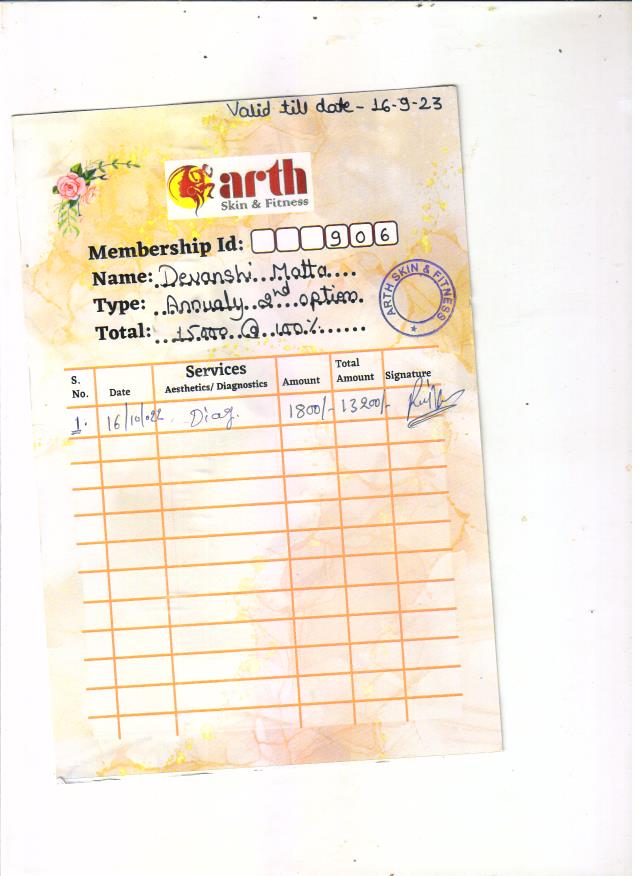 Valid till date - 16-9-23
arth
Skin & Fitness
Membership Id: 906
Name: Devanshi Motta
Type: Annualy 2nd option
Total: 15000 @ 100%
ARTH SKIN & FITNESS
S. No. Date Services Aesthetics/ Diagnostics Amount Total Amount Signature
1. 16/10/022 Diag. 1800/- 13200/-